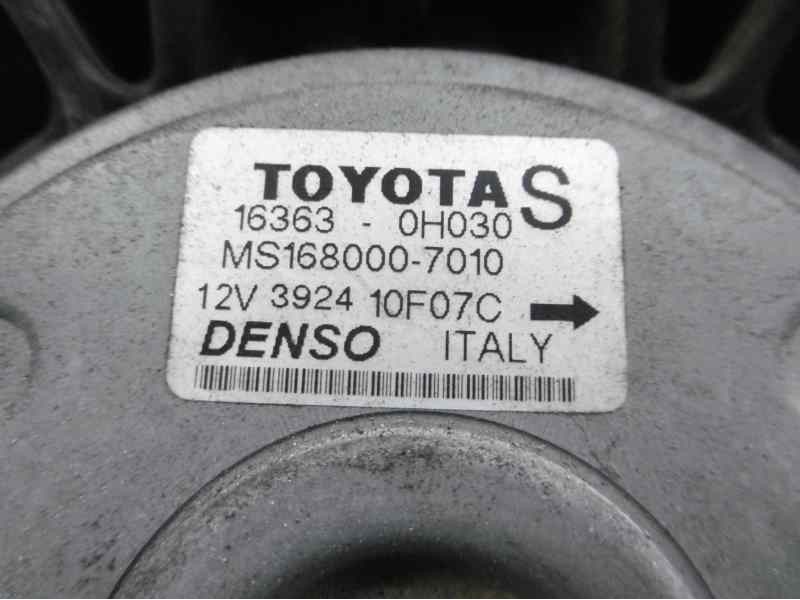 TOYOTA S
16363 - 0H030
MS168000-7010
12V 3924 10F07C
DENSO ITALY